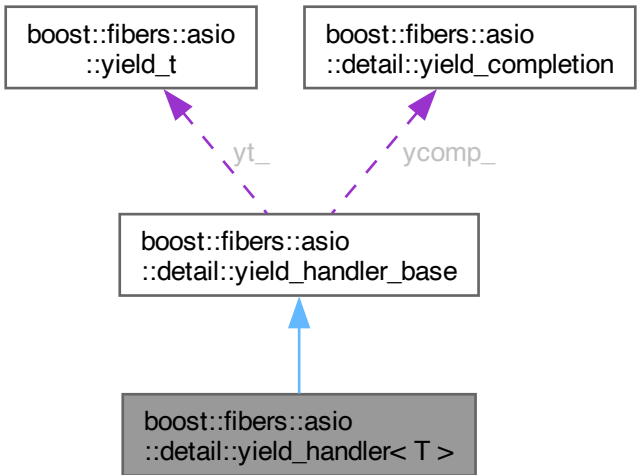 boost::fibers::asio
::yield_t
boost::fibers::asio
::detail::yield_completion
yt_
ycomp_
boost::fibers::asio
::detail::yield_handler_base
boost::fibers::asio
::detail::yield_handler< T >